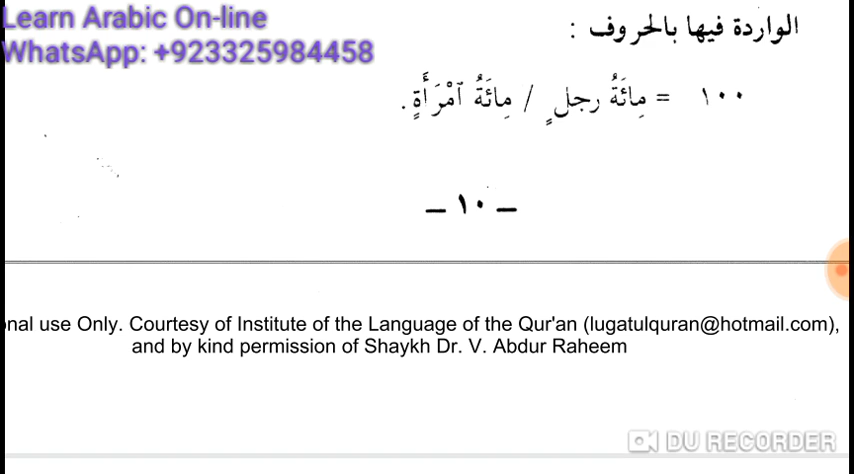 Learn Arabic On-line
WhatsApp: +923325984458
الواردة فيها بالحروف :
١٠٠ = مِائَةُ رجلٍ / مِائَةُ ٱمْرَأَةٍ .
– ١٠ –
nal use Only. Courtesy of Institute of the Language of the Qur'an (lugatulquran@hotmail.com),
and by kind permission of Shaykh Dr. V. Abdur Raheem
DU RECORDER